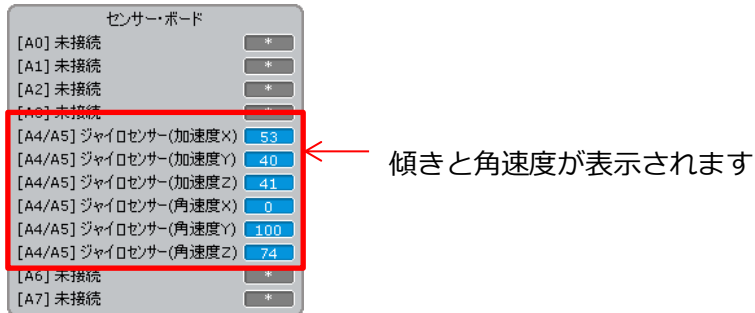 センサー・ボード
[A0] 未接続 *
[A1] 未接続 *
[A2] 未接続 *
[A3] 未接続 *
[A4/A5] ジャイロセンサー(加速度X) 53
[A4/A5] ジャイロセンサー(加速度Y) 40
[A4/A5] ジャイロセンサー(加速度Z) 41
[A4/A5] ジャイロセンサー(角速度X) 0
[A4/A5] ジャイロセンサー(角速度Y) 100
[A4/A5] ジャイロセンサー(角速度Z) 74
[A6] 未接続 *
[A7] 未接続 *
傾きと角速度が表示されます